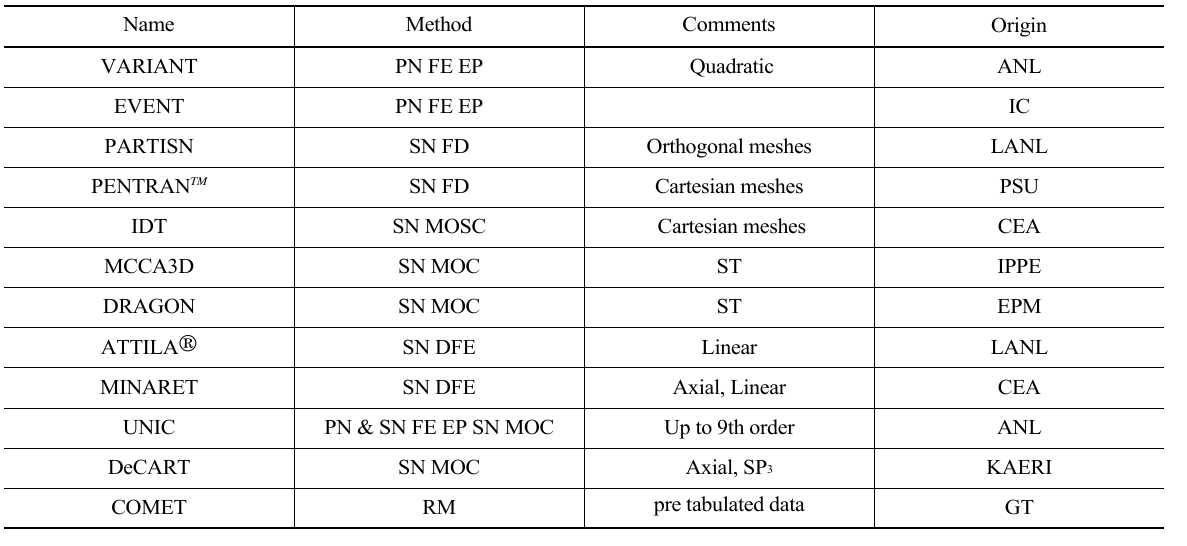 Name Method Comments Origin
VARIANT PN FE EP Quadratic ANL
EVENT PN FE EP IC
PARTISN SN FD Orthogonal meshes LANL
PENTRAN™ SN FD Cartesian meshes PSU
IDT SN MOSC Cartesian meshes CEA
MCCA3D SN MOC ST IPPE
DRAGON SN MOC ST EPM
ATTILA® SN DFE Linear LANL
MINARET SN DFE Axial, Linear CEA
UNIC PN & SN FE EP SN MOC Up to 9th order ANL
DeCART SN MOC Axial, SP₃ KAERI
COMET RM pre tabulated data GT